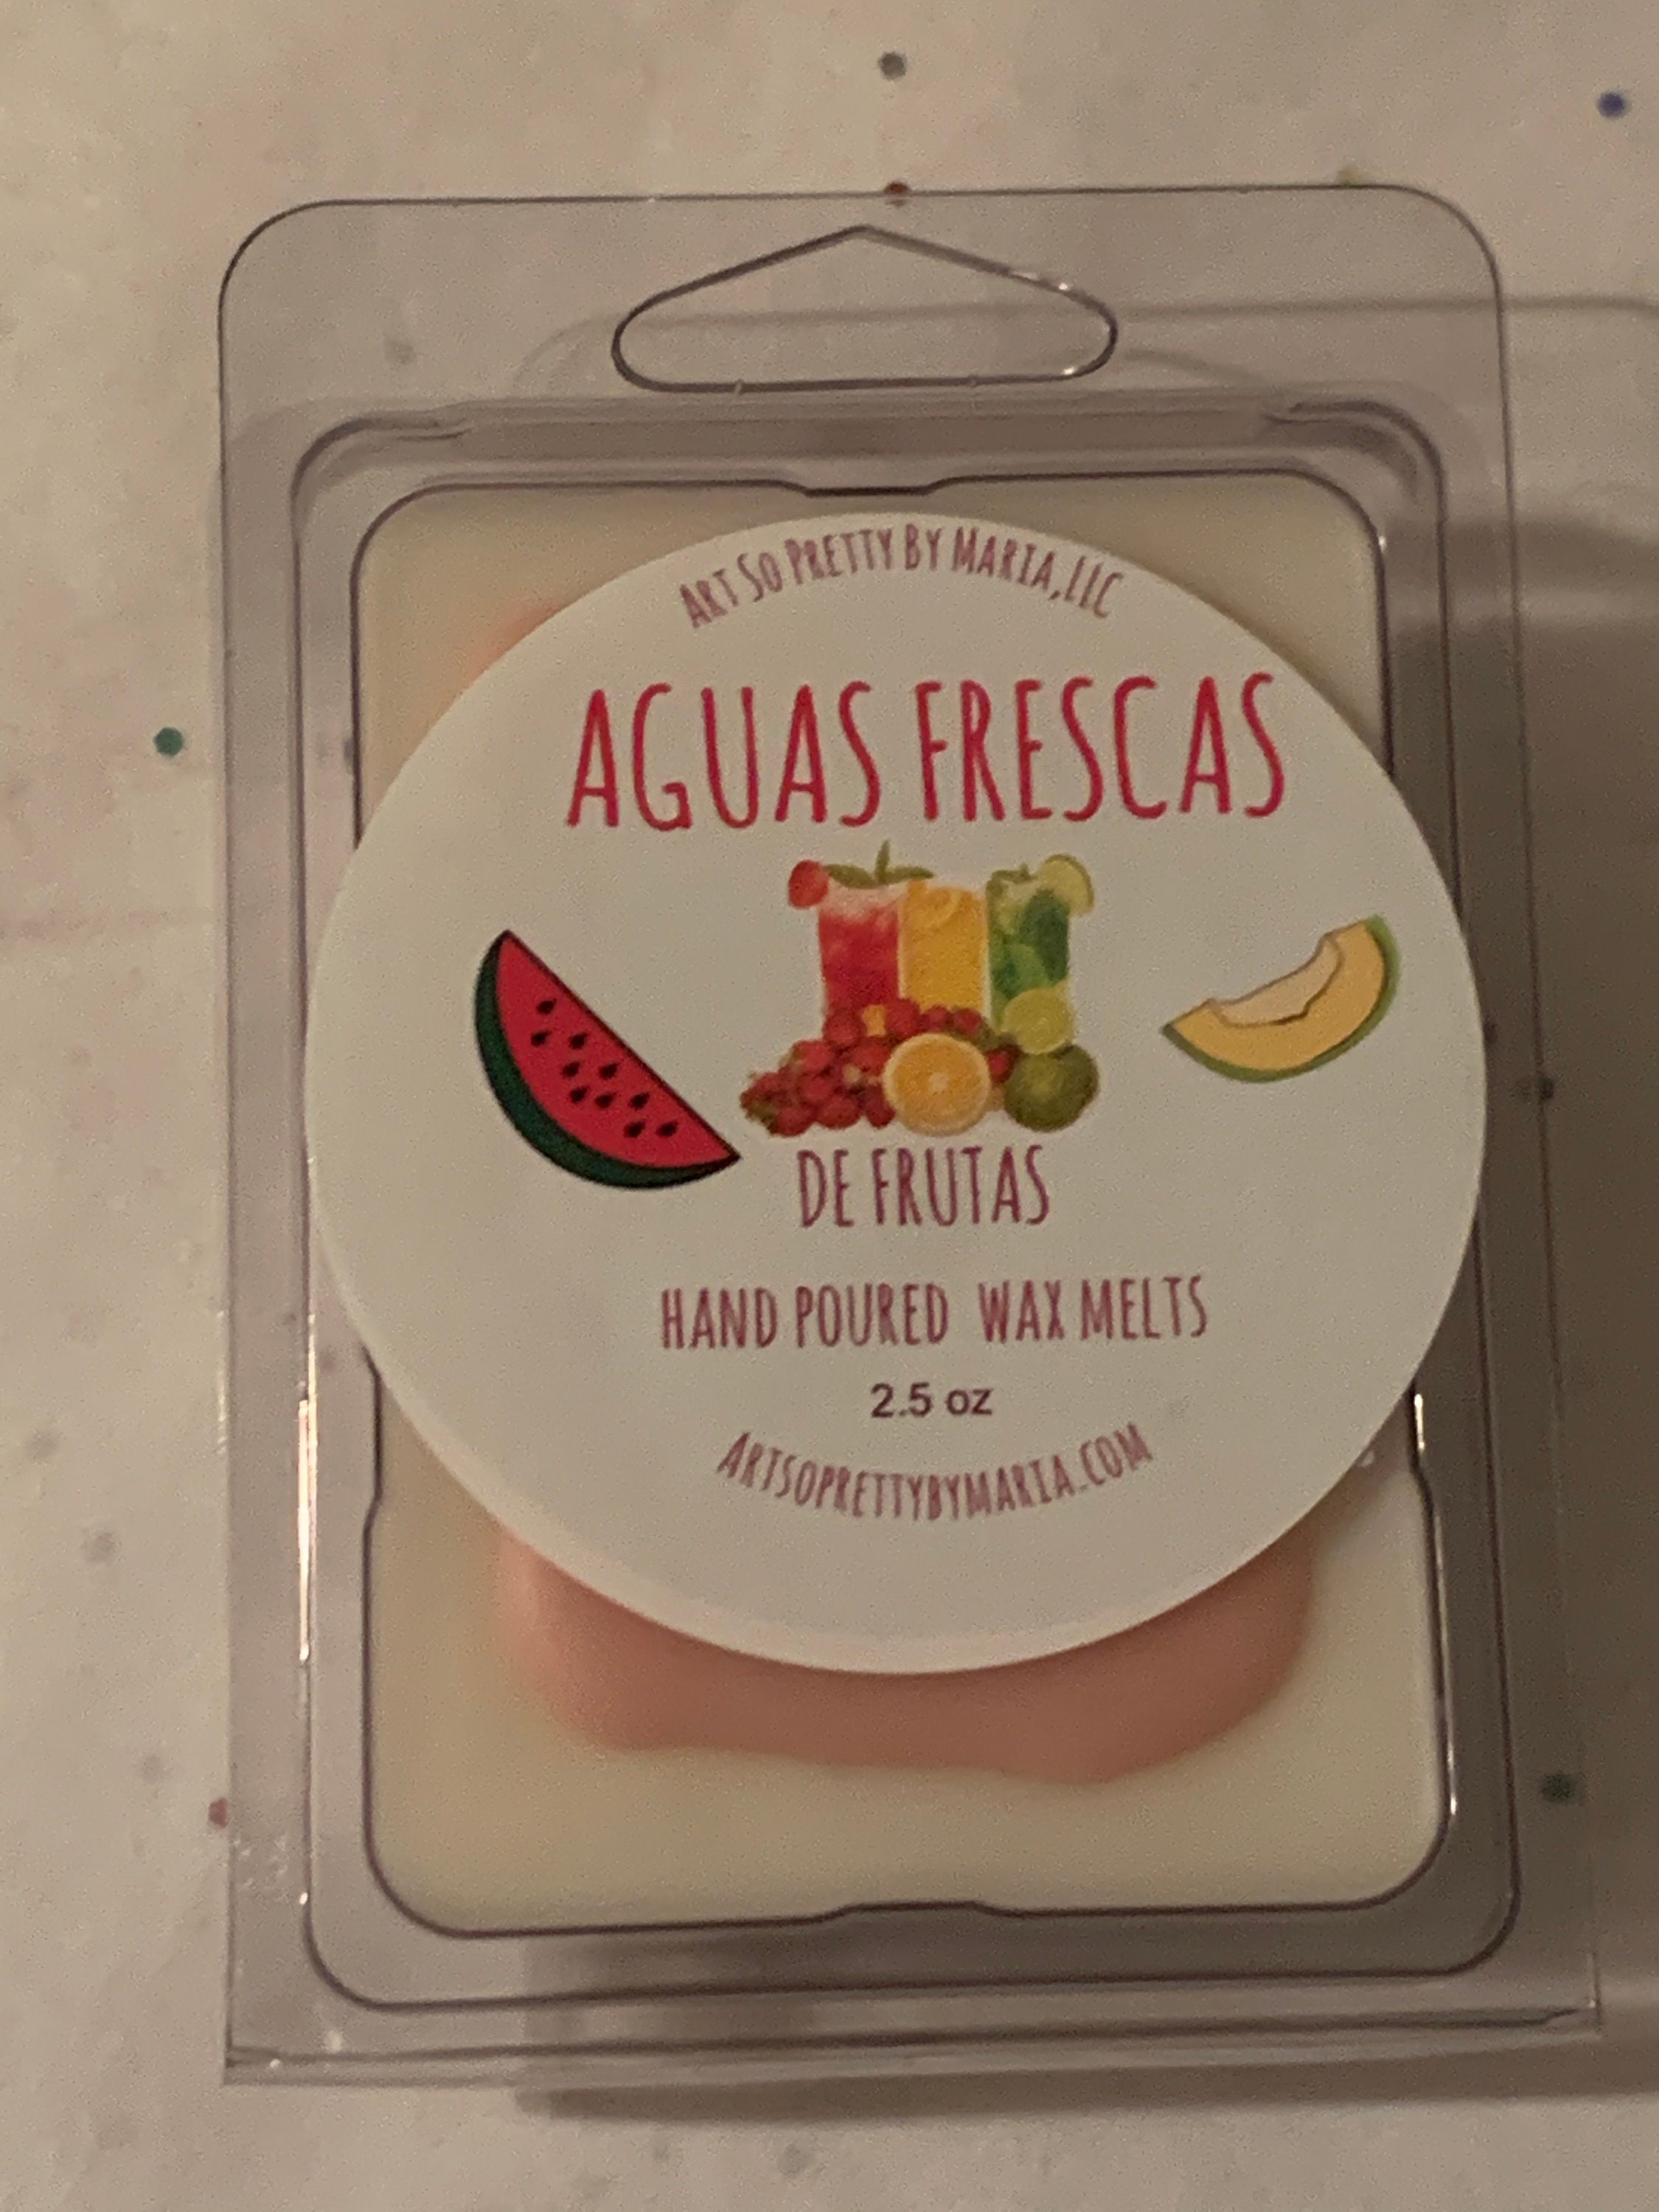 Art So Pretty By Maria, LLC
AGUAS FRESCAS
DE FRUTAS
HAND POURED WAX MELTS
2.5 oz
Artsoprettybymaria.com